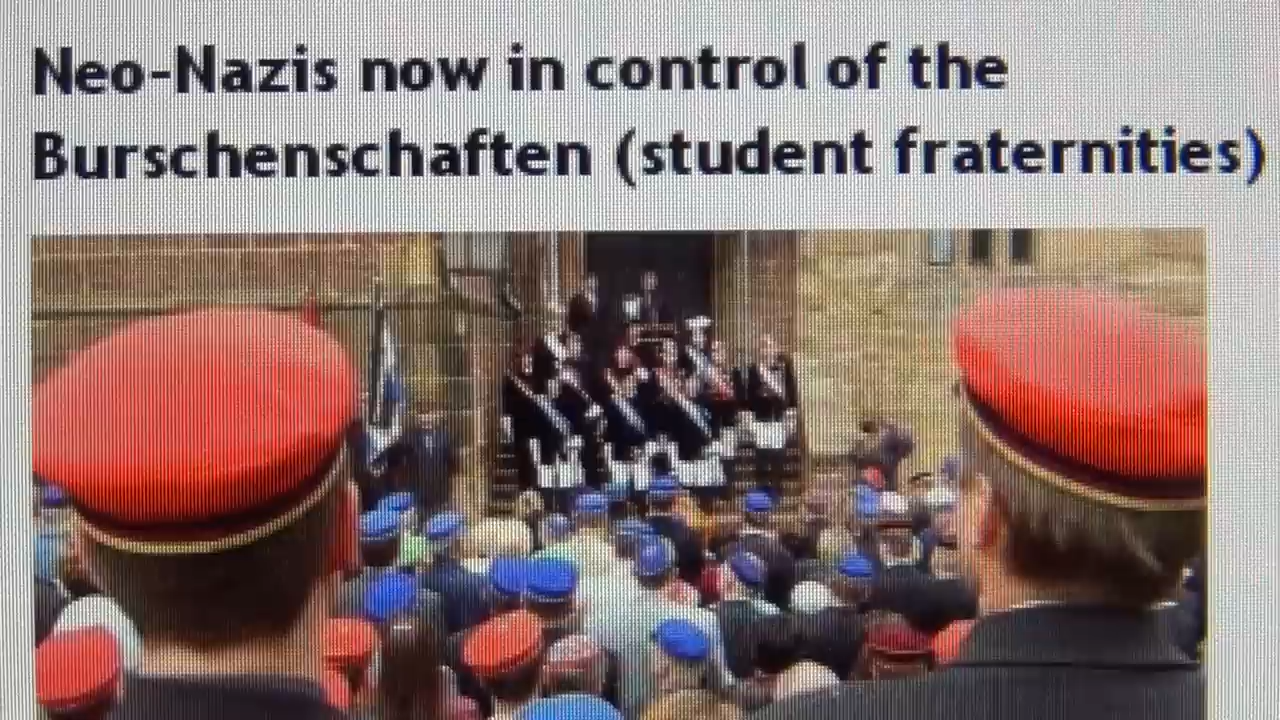 Neo-Nazis now in control of the
Burschenschaften (student fraternities)